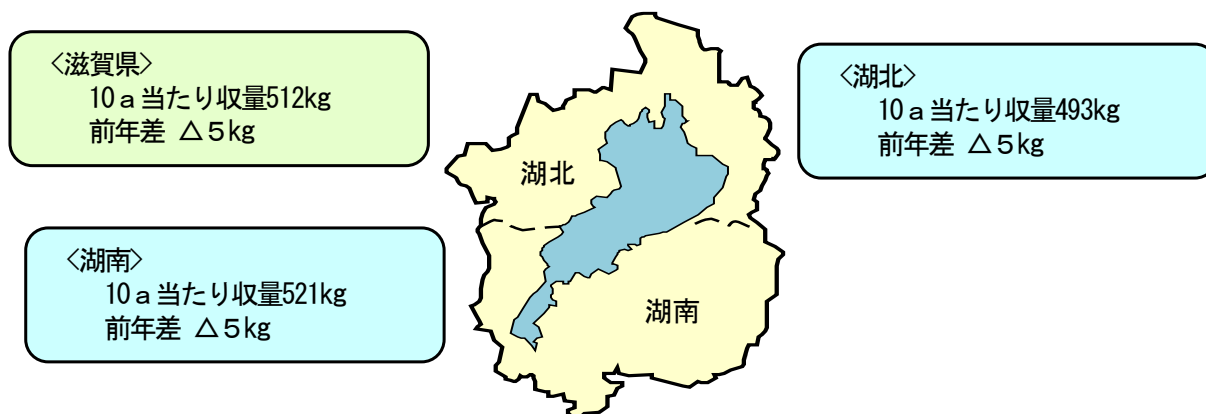 〈滋賀県〉
10ａ当たり収量512kg
前年差 △５kg
〈湖北〉
10ａ当たり収量493kg
前年差 △５kg
湖北
〈湖南〉
10ａ当たり収量521kg
前年差 △５kg
湖南